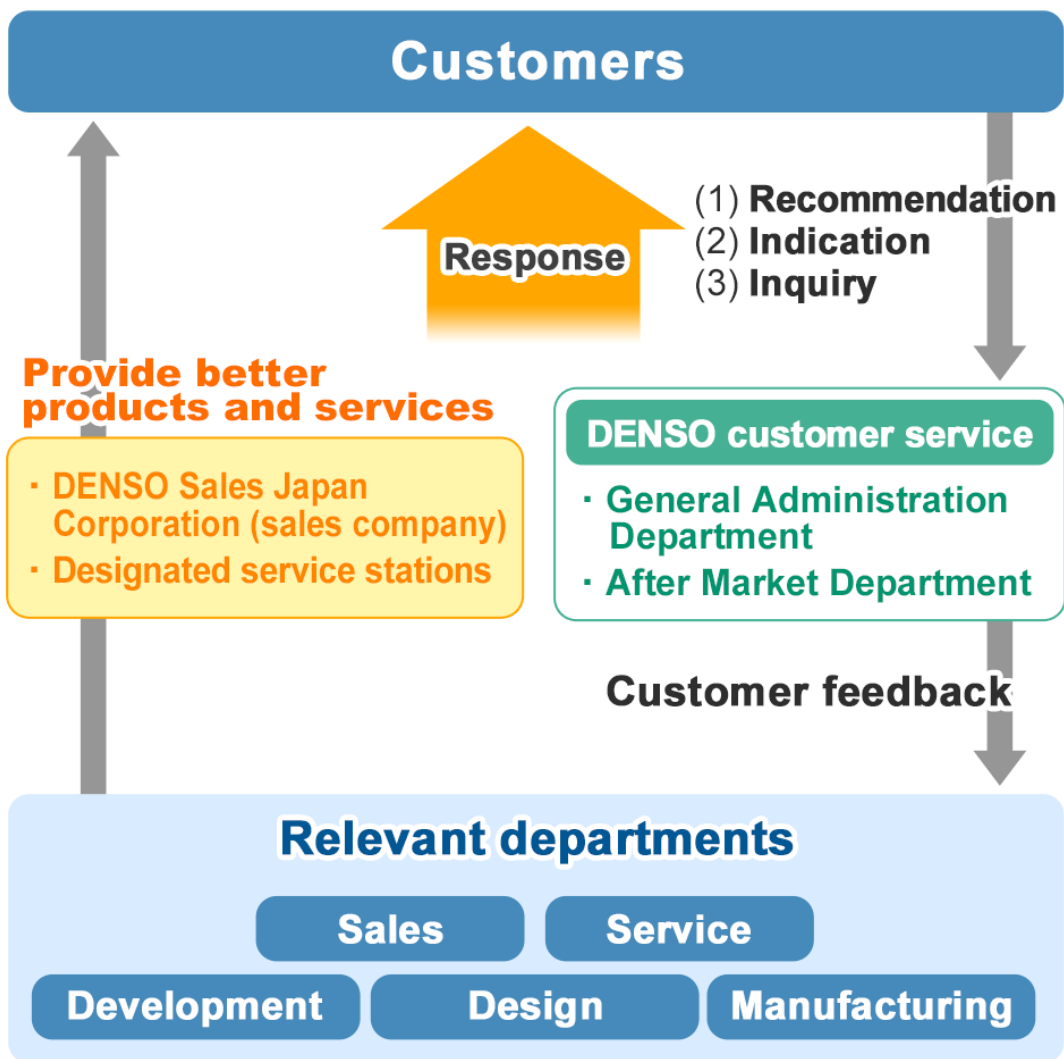 Customers
Response
(1) Recommendation
(2) Indication
(3) Inquiry
Provide better
products and services
· DENSO Sales Japan
Corporation (sales company)
· Designated service stations
DENSO customer service
· General Administration
Department
· After Market Department
Customer feedback
Relevant departments
Sales
Service
Development
Design
Manufacturing